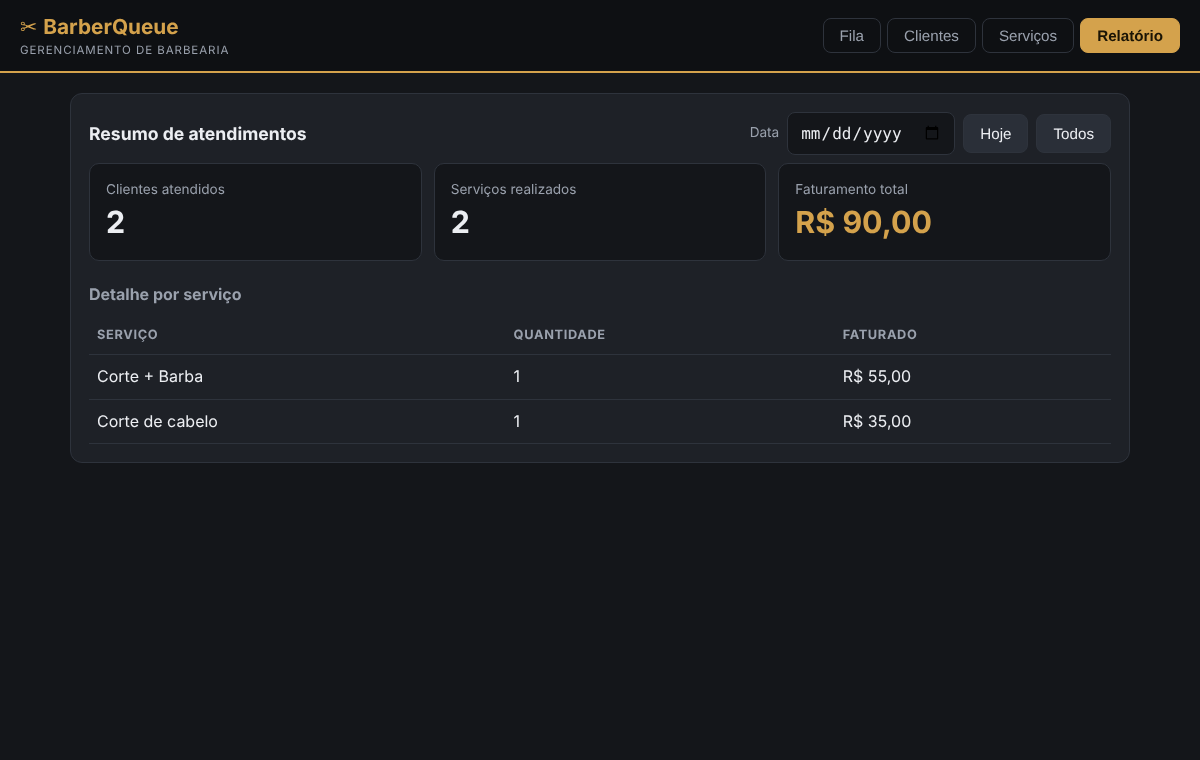 ✂ BarberQueue
GERENCIAMENTO DE BARBEARIA
Fila
Clientes
Serviços
Relatório
Resumo de atendimentos
Data
mm/dd/yyyy
Hoje
Todos
Clientes atendidos
2
Serviços realizados
2
Faturamento total
R$ 90,00
Detalhe por serviço
SERVIÇO QUANTIDADE FATURADO
Corte + Barba 1 R$ 55,00
Corte de cabelo 1 R$ 35,00